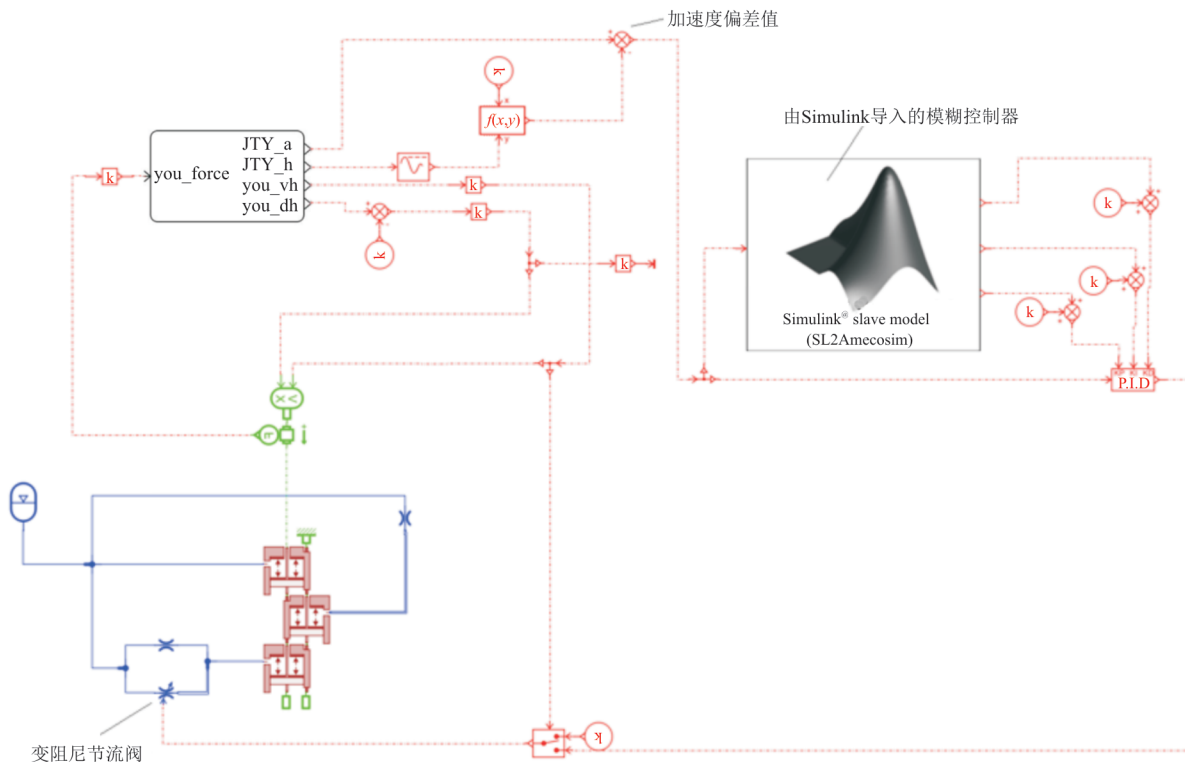 加速度偏差值
k
f(x,y)
x
y
由Simulink导入的模糊控制器
JTY_a
JTY_h
you_vh
you_dh
you_force
k
k
k
k
k
k
k
k
Simulink® slave model
(SL2Amecosim)
P.I.D
变阻尼节流阀
k